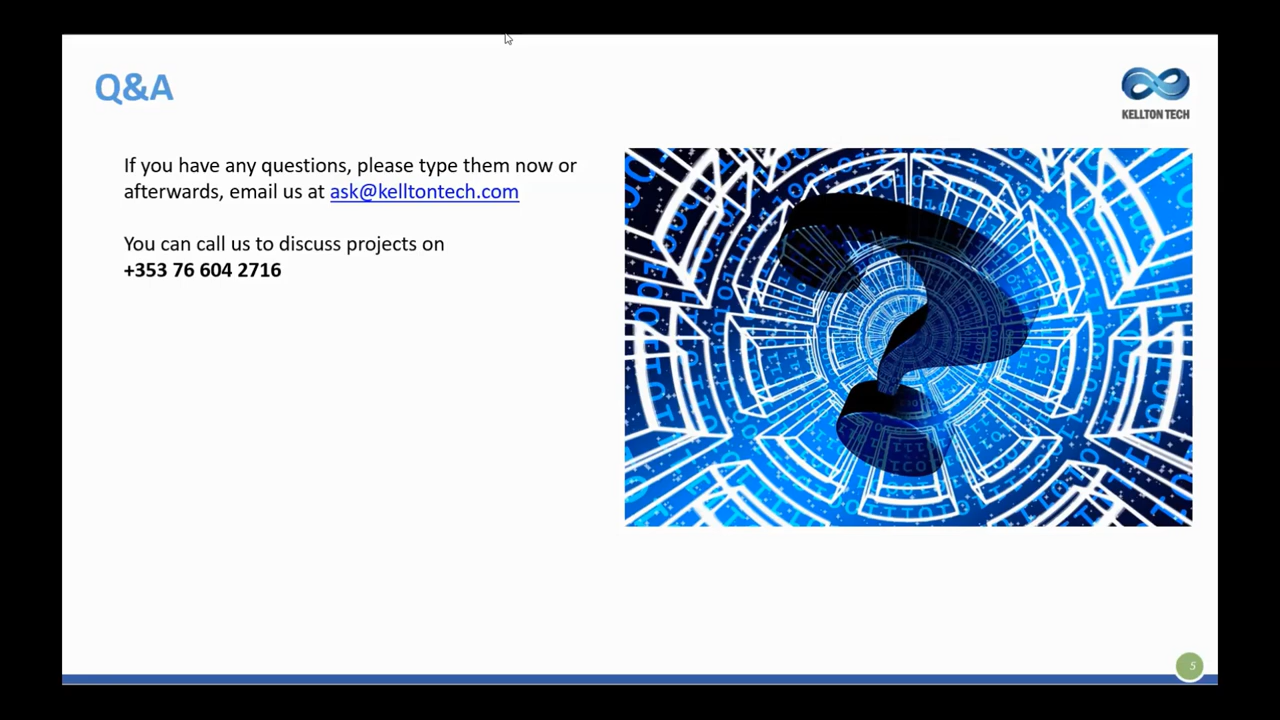 Q&A
KELLTON TECH
If you have any questions, please type them now or
afterwards, email us at ask@kelltontech.com
You can call us to discuss projects on
+353 76 604 2716
5